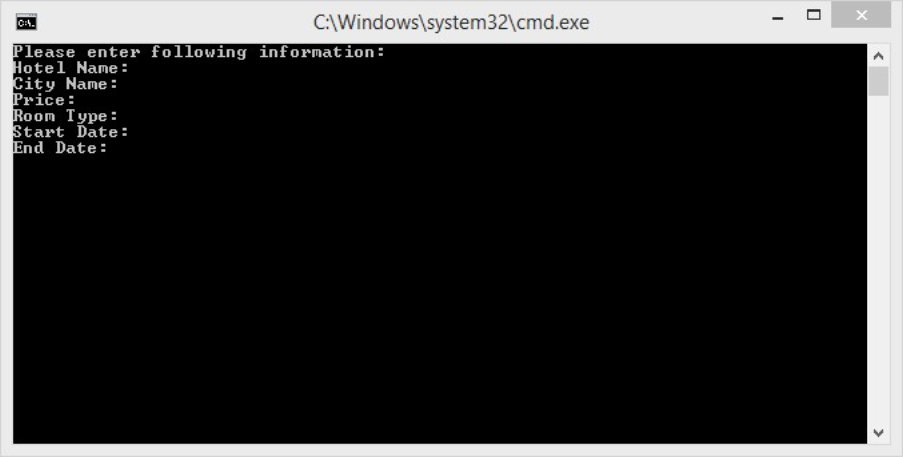 C:\Windows\system32\cmd.exe
Please enter following information:
Hotel Name:
City Name:
Price:
Room Type:
Start Date:
End Date: